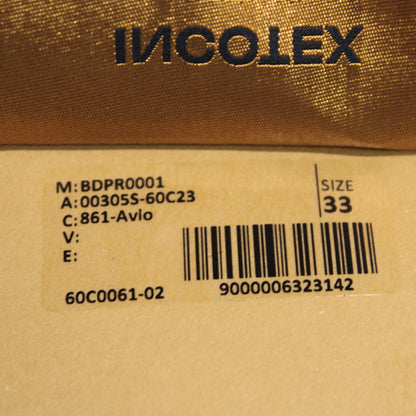 INCOTEX
M: BDPR0001
A: 00305S-60C23
C: 861-Avio
V:
E:
SIZE
33
60C0061-02
9000006323142